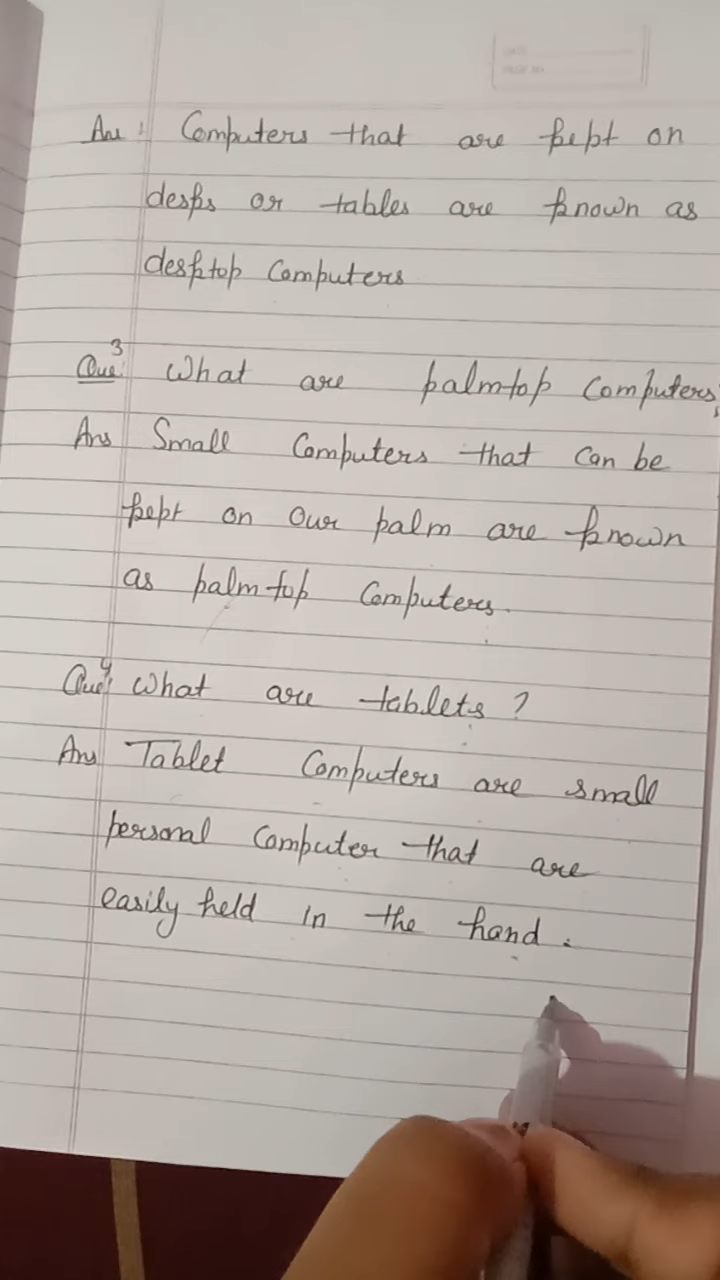 Ans: Computers that are kept on
desks or tables are known as
desktop Computers
Que3: What are palmtop Computers
Ans Small Computers that can be
kept on our palm are known
as palm top Computers.
Que4: What are tablets?
Ans Tablet Computers are small
personal Computer that are
easily held in the hand.